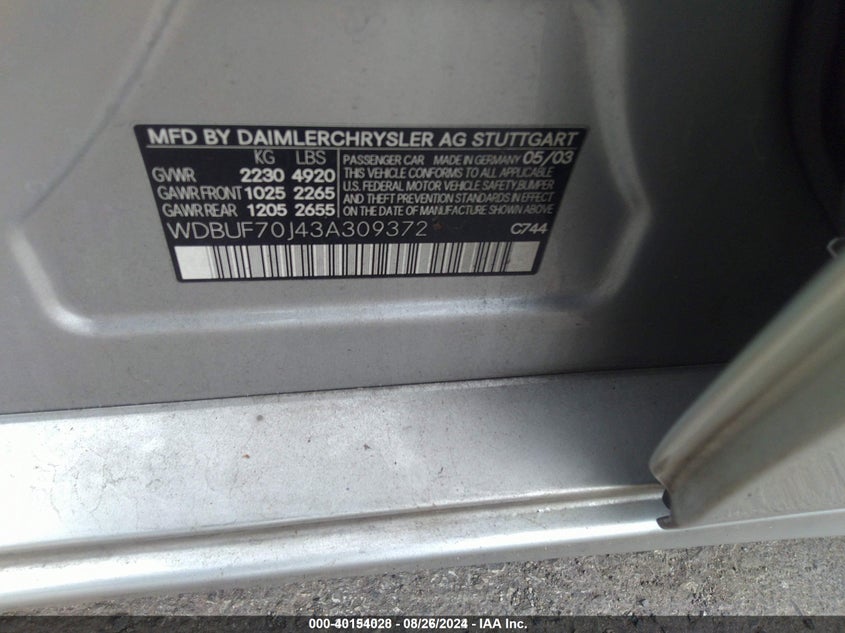 MFD BY DAIMLERCHRYSLER AG STUTTGART
KG LBS
GVWR 2230 4920
GAWR FRONT 1025 2265
GAWR REAR 1205 2655
PASSENGER CAR MADE IN GERMANY 05/03
THIS VEHICLE CONFORMS TO ALL APPLICABLE
U.S. FEDERAL MOTOR VEHICLE SAFETY,BUMPER
AND THEFT PREVENTION STANDARDS IN EFFECT
ON THE DATE OF MANUFACTURE SHOWN ABOVE
WDBUF70J43A309372 C744
000-40154028 - 08/26/2024 - IAA Inc.